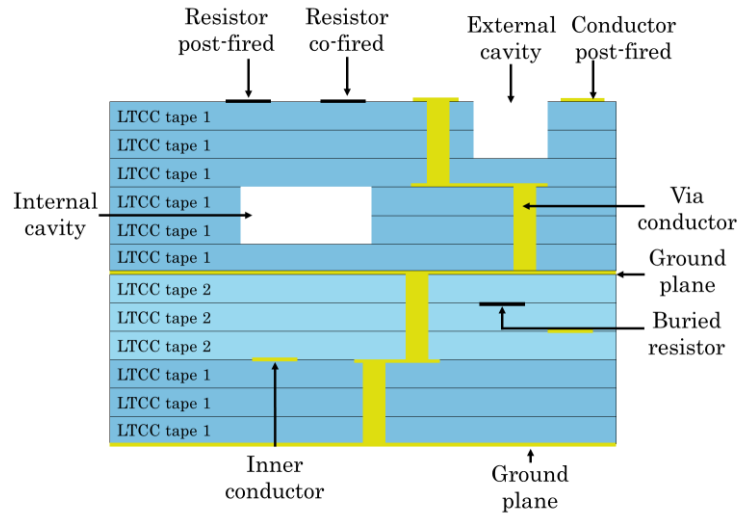 Resistor
post-fired
Resistor
co-fired
External
cavity
Conductor
post-fired
LTCC tape 1
LTCC tape 1
LTCC tape 1
LTCC tape 1
LTCC tape 1
LTCC tape 1
Internal
cavity
Via
conductor
Ground
plane
LTCC tape 2
LTCC tape 2
LTCC tape 2
Buried
resistor
LTCC tape 1
LTCC tape 1
LTCC tape 1
Inner
conductor
Ground
plane